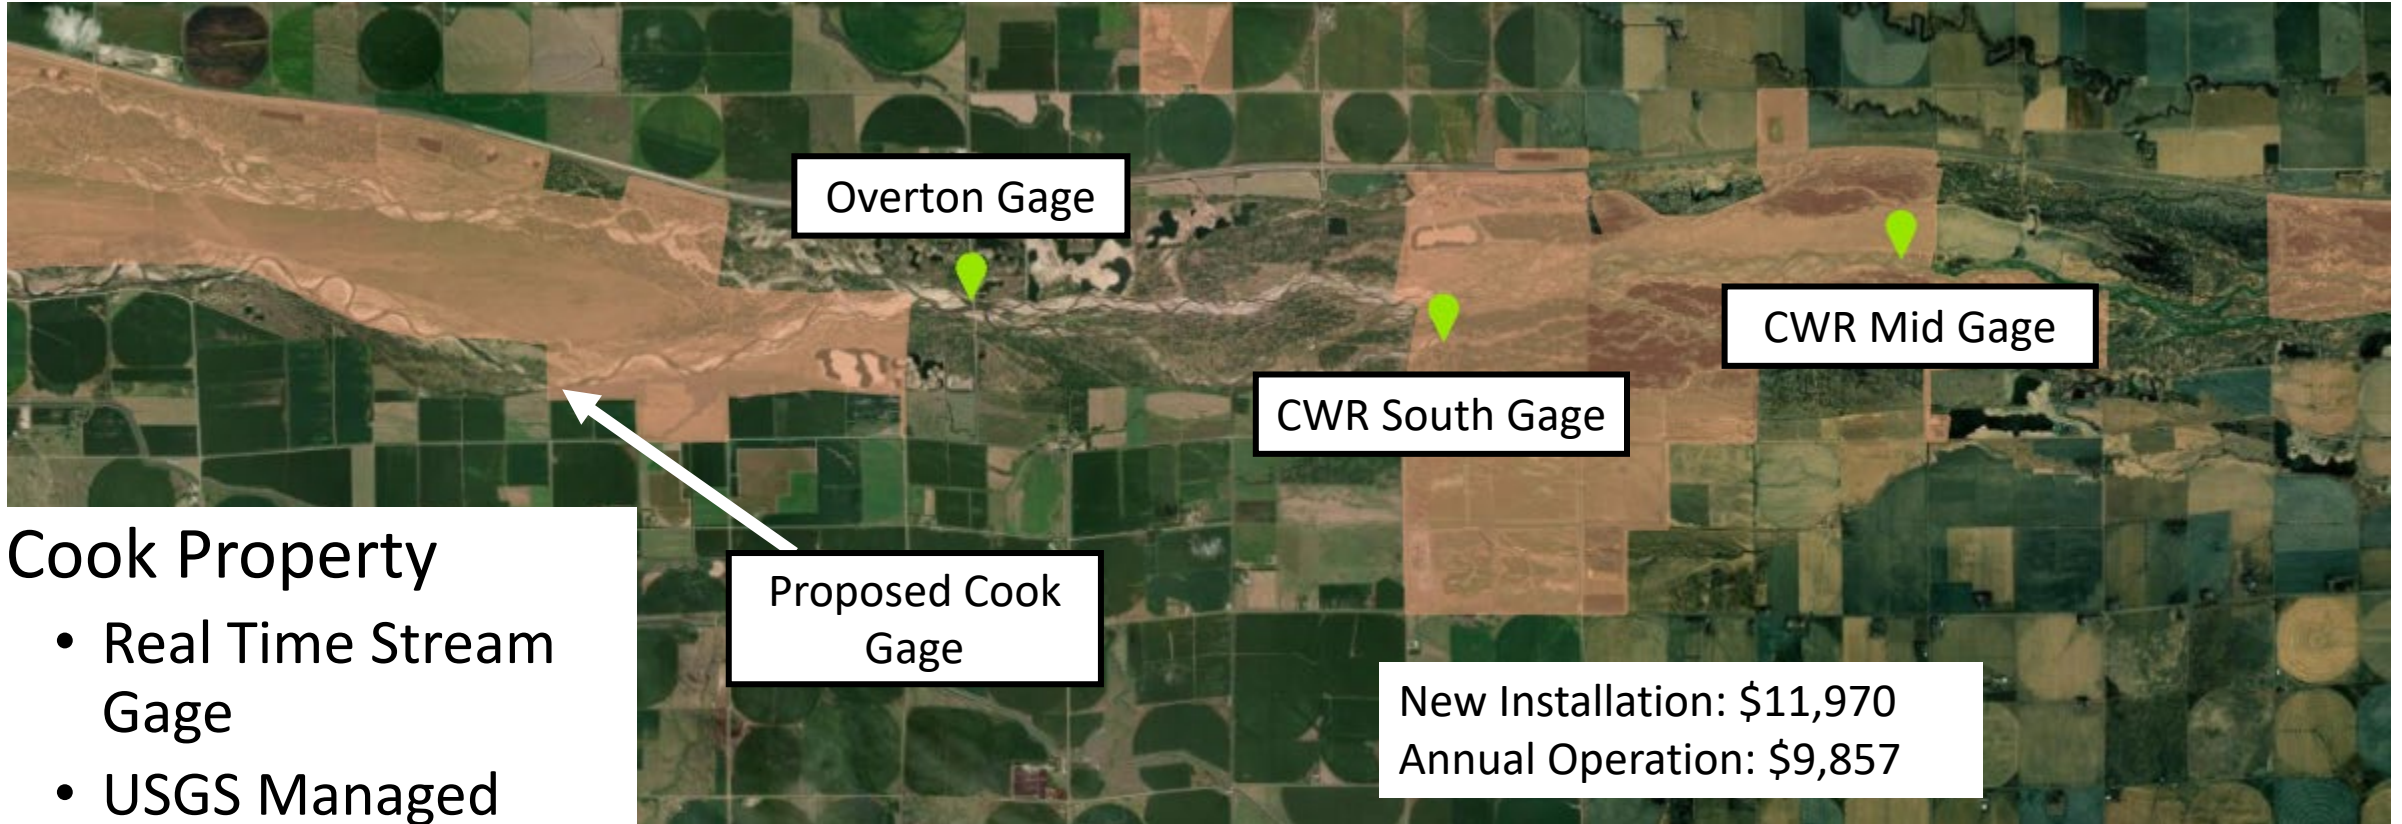 Overton Gage
CWR Mid Gage
CWR South Gage
Proposed Cook
Gage
Cook Property
• Real Time Stream
Gage
• USGS Managed
New Installation: $11,970
Annual Operation: $9,857